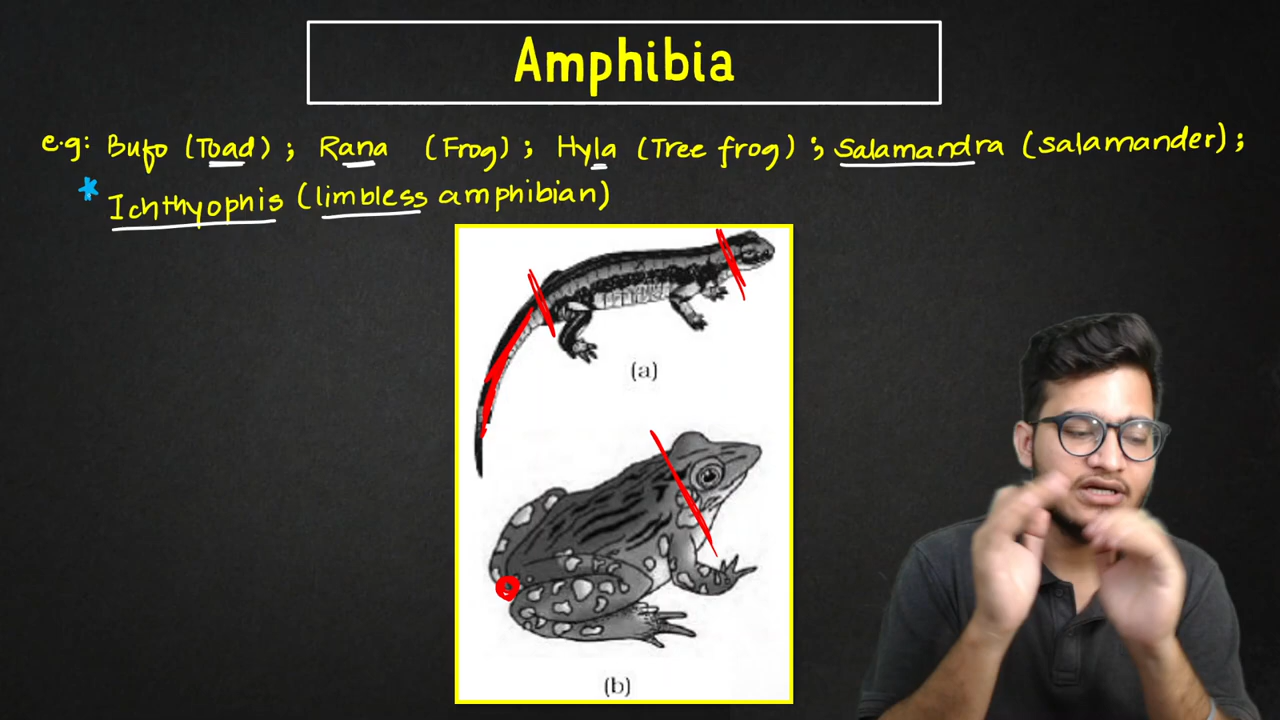 Amphibia
e.g: Bufo (Toad) ; Rana (Frog) ; Hyla (Tree frog) ; Salamandra (salamander) ;
* Ichthyophis (limbless amphibian)
(a)
(b)